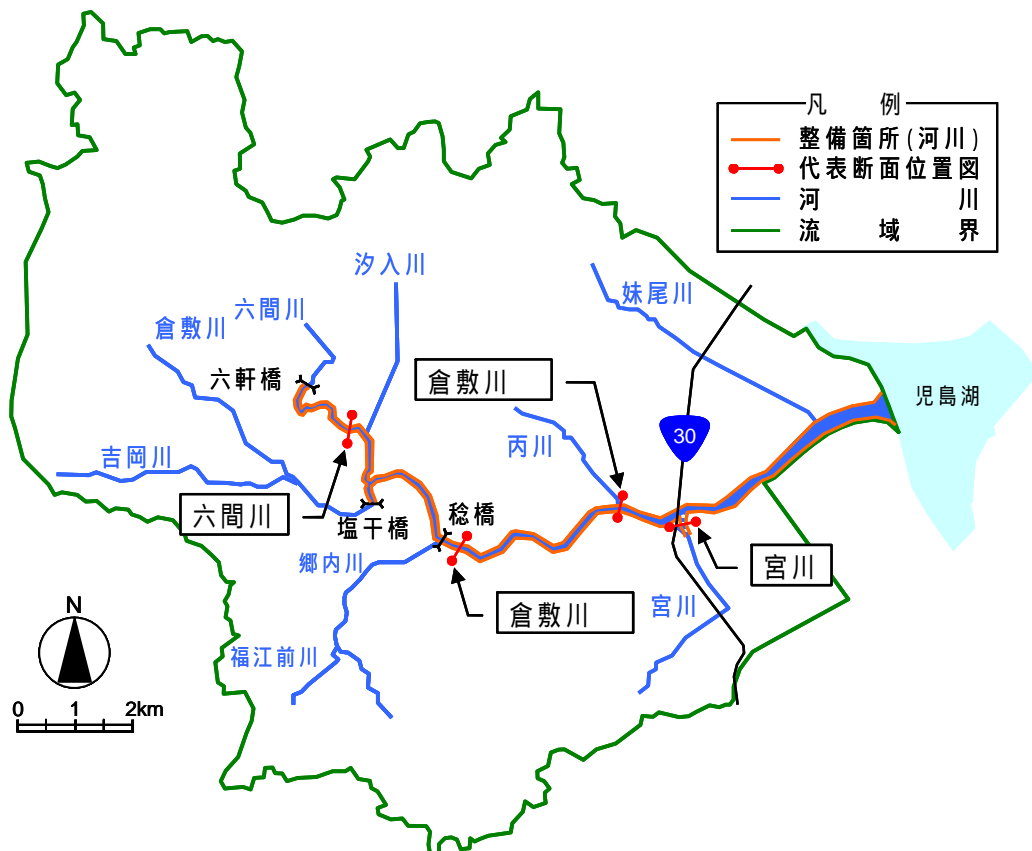 凡 例
整備箇所(河川)
代表断面位置図
河 川
流 域 界
汐入川
六間川
倉敷川
六軒橋
妹尾川
倉敷川
児島湖
30
丙川
吉岡川
六間川
塩干橋
稔橋
郷内川
宮川
倉敷川
宮川
福江前川
N
0 1 2km